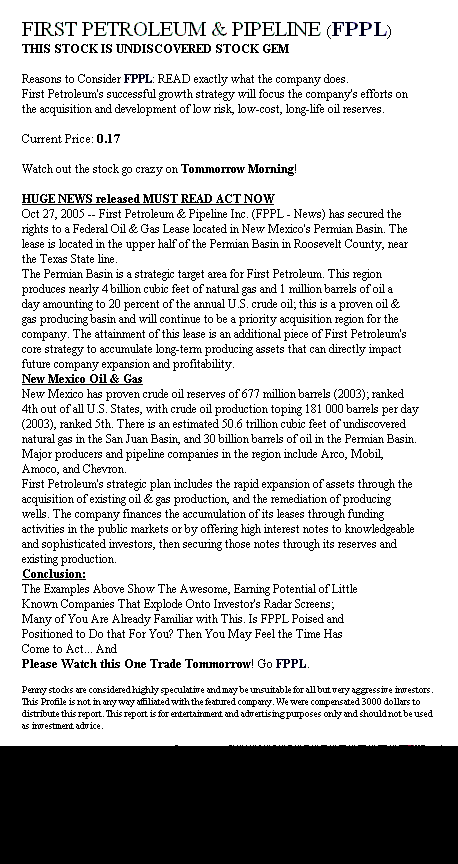 FIRST PETROLEUM & PIPELINE (FPPL)
THIS STOCK IS UNDISCOVERED STOCK GEM
Reasons to Consider FPPL: READ exactly what the company does.
First Petroleum's successful growth strategy will focus the company's efforts on
the acquisition and development of low risk, low-cost, long-life oil reserves.
Current Price: 0.17
Watch out the stock go crazy on Tommorrow Morning!
HUGE NEWS released MUST READ ACT NOW
Oct 27, 2005 -- First Petroleum & Pipeline Inc. (FPPL - News) has secured the
rights to a Federal Oil & Gas Lease located in New Mexico's Permian Basin. The
lease is located in the upper half of the Permian Basin in Roosevelt County, near
the Texas State line.
The Permian Basin is a strategic target area for First Petroleum. This region
produces nearly 4 billion cubic feet of natural gas and 1 million barrels of oil a
day amounting to 20 percent of the annual U.S. crude oil; this is a proven oil &
gas producing basin and will continue to be a priority acquisition region for the
company. The attainment of this lease is an additional piece of First Petroleum's
core strategy to accumulate long-term producing assets that can directly impact
future company expansion and profitability.
New Mexico Oil & Gas
New Mexico has proven crude oil reserves of 677 million barrels (2003); ranked
4th out of all U.S. States, with crude oil production toping 181 000 barrels per day
(2003), ranked 5th. There is an estimated 50.6 trillion cubic feet of undiscovered
natural gas in the San Juan Basin, and 30 billion barrels of oil in the Permian Basin.
Major producers and pipeline companies in the region include Arco, Mobil,
Amoco, and Chevron.
First Petroleum's strategic plan includes the rapid expansion of assets through the
acquisition of existing oil & gas production, and the remediation of producing
wells. The company finances the accumulation of its leases through funding
activities in the public markets or by offering high interest notes to knowledgeable
and sophisticated investors, then securing those notes through its reserves and
existing production.
Conclusion:
The Examples Above Show The Awesome, Earning Potential of Little
Known Companies That Explode Onto Investor's Radar Screens;
Many of You Are Already Familiar with This. Is FPPL Poised and
Positioned to Do that For You? Then You May Feel the Time Has
Come to Act... And
Please Watch this One Trade Tommorrow! Go FPPL.
Penny stocks are considered highly speculative and may be unsuitable for all but very aggressive investors.
This Profile is not in any way affiliated with the featured company. We were compensated 3000 dollars to
distribute this report. This report is for entertainment and advertising purposes only and should not be used
as investment advice.